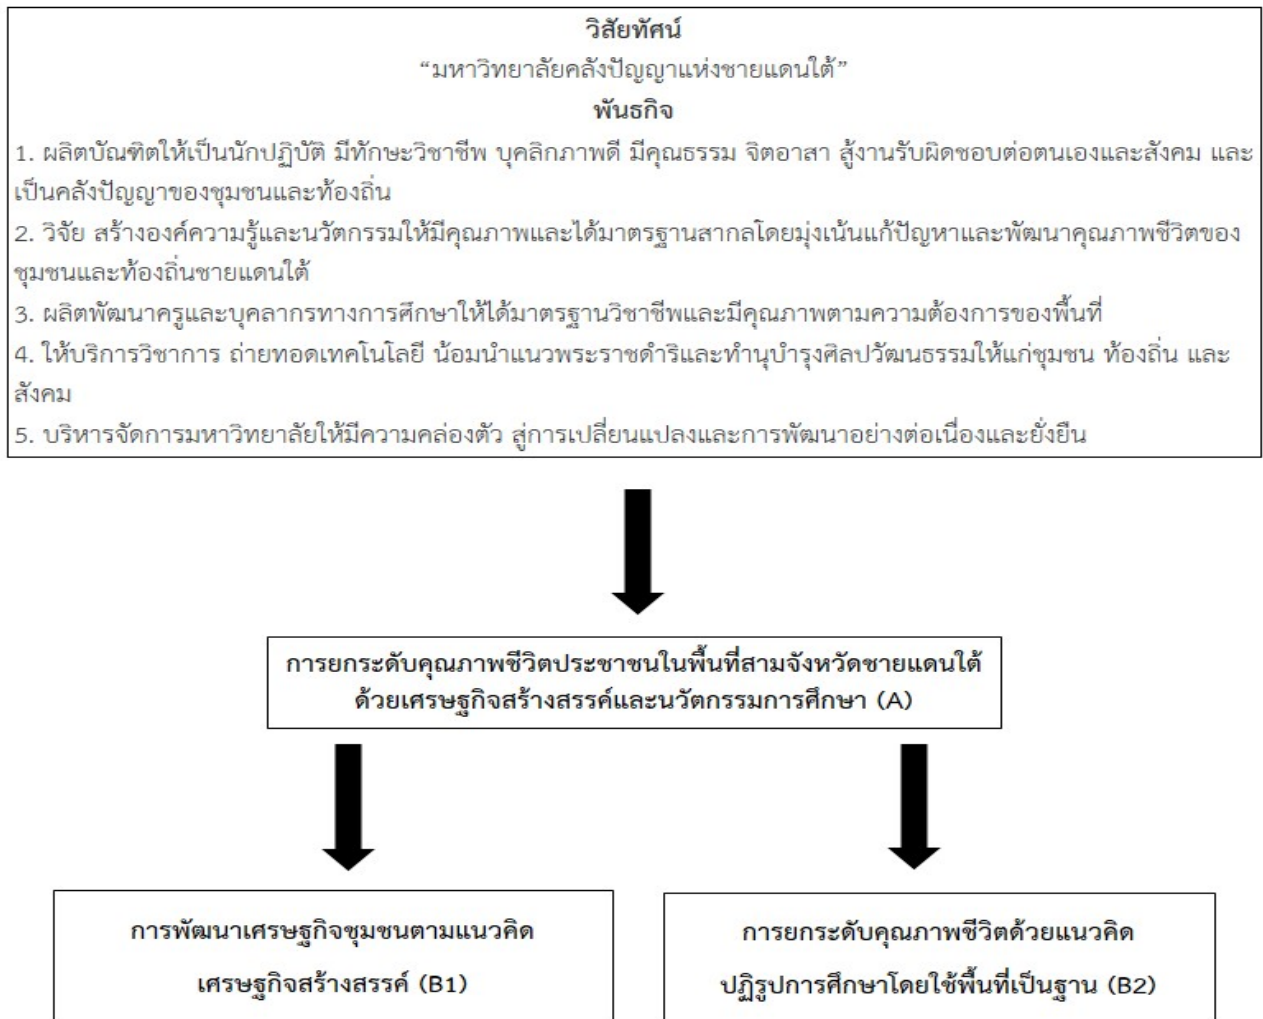 วิสัยทัศน์
“มหาวิทยาลัยคลังปัญญาแห่งชายแดนใต้”
พันธกิจ
1. ผลิตบัณฑิตให้เป็นนักปฏิบัติ มีทักษะวิชาชีพ บุคลิกภาพดี มีคุณธรรม จิตอาสา สู้งานรับผิดชอบต่อตนเองและสังคม และ
เป็นคลังปัญญาของชุมชนและท้องถิ่น
2. วิจัย สร้างองค์ความรู้และนวัตกรรมให้มีคุณภาพและได้มาตรฐานสากลโดยมุ่งเน้นแก้ปัญหาและพัฒนาคุณภาพชีวิตของ
ชุมชนและท้องถิ่นชายแดนใต้
3. ผลิตพัฒนาครูและบุคลากรทางการศึกษาให้ได้มาตรฐานวิชาชีพและมีคุณภาพตามความต้องการของพื้นที่
4. ให้บริการวิชาการ ถ่ายทอดเทคโนโลยี น้อมนำแนวพระราชดำริและทำนุบำรุงศิลปวัฒนธรรมให้แก่ชุมชน ท้องถิ่น และ
สังคม
5. บริหารจัดการมหาวิทยาลัยให้มีความคล่องตัว สู่การเปลี่ยนแปลงและการพัฒนาอย่างต่อเนื่องและยั่งยืน
การยกระดับคุณภาพชีวิตประชาชนในพื้นที่สามจังหวัดชายแดนใต้
ด้วยเศรษฐกิจสร้างสรรค์และนวัตกรรมการศึกษา (A)
การพัฒนาเศรษฐกิจชุมชนตามแนวคิด
เศรษฐกิจสร้างสรรค์ (B1)
การยกระดับคุณภาพชีวิตด้วยแนวคิด
ปฏิรูปการศึกษาโดยใช้พื้นที่เป็นฐาน (B2)